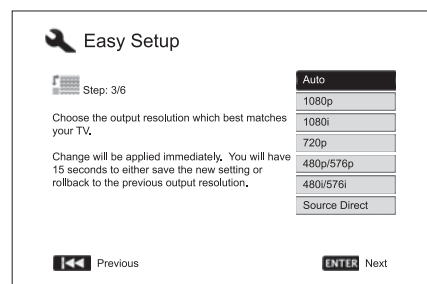 Easy Setup
Step: 3/6
Choose the output resolution which best matches
your TV.
Change will be applied immediately. You will have
15 seconds to either save the new setting or
rollback to the previous output resolution.
Auto
1080p
1080i
720p
480p/576p
480i/576i
Source Direct
Previous
ENTER Next